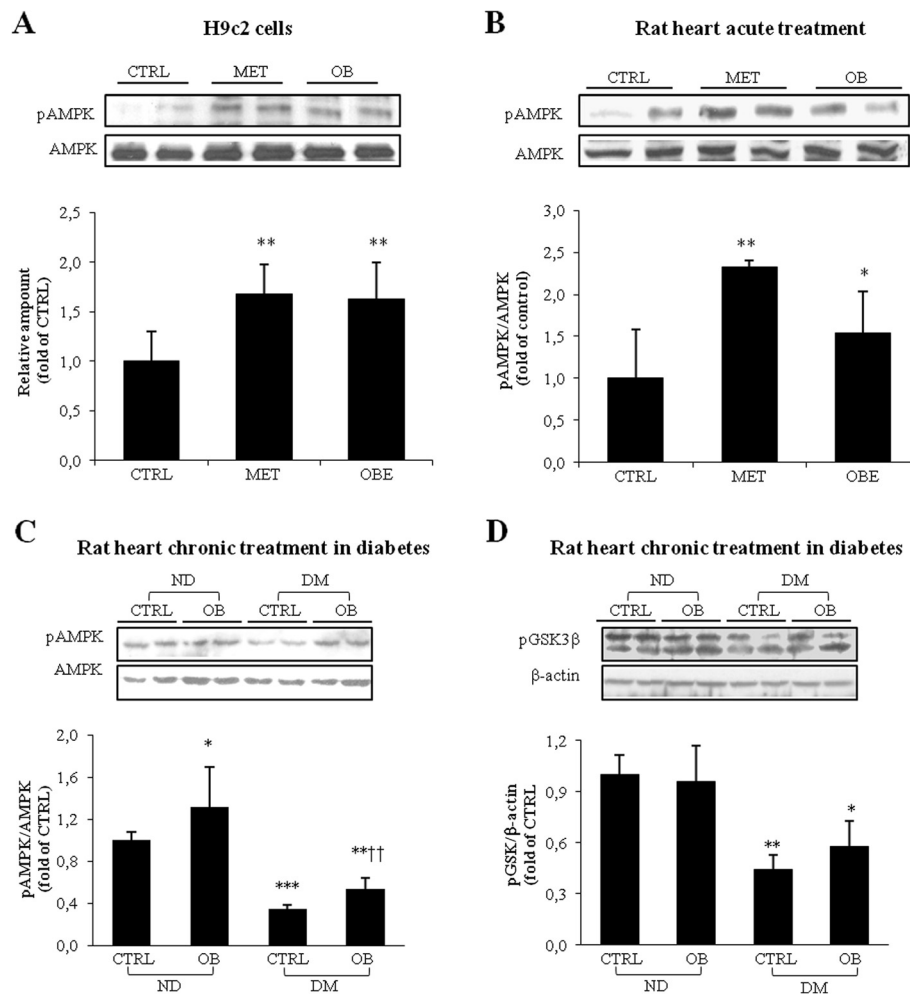 A
H9c2 cells
CTRL MET OB
pAMPK
AMPK
Relative ampount
(fold of CTRL)
2,5
2,0
1,5
1,0
0,5
0,0
** **
CTRL MET OBE
B
Rat heart acute treatment
CTRL MET OB
pAMPK
AMPK
pAMPK/AMPK
(fold of control)
3,0
2,5
2,0
1,5
1,0
0,5
0,0
** *
CTRL MET OBE
C
Rat heart chronic treatment in diabetes
ND DM
CTRL OB CTRL OB
pAMPK
AMPK
pAMPK/AMPK
(fold of CTRL)
2,0
1,6
1,2
0,8
0,4
0,0
* *** **††
CTRL OB CTRL OB
ND DM
D
Rat heart chronic treatment in diabetes
ND DM
CTRL OB CTRL OB
pGSK3β
β-actin
pGSK/β-actin
(fold of CTRL
1,2
0,9
0,6
0,3
0,0
** *
CTRL OB CTRL OB
ND DM